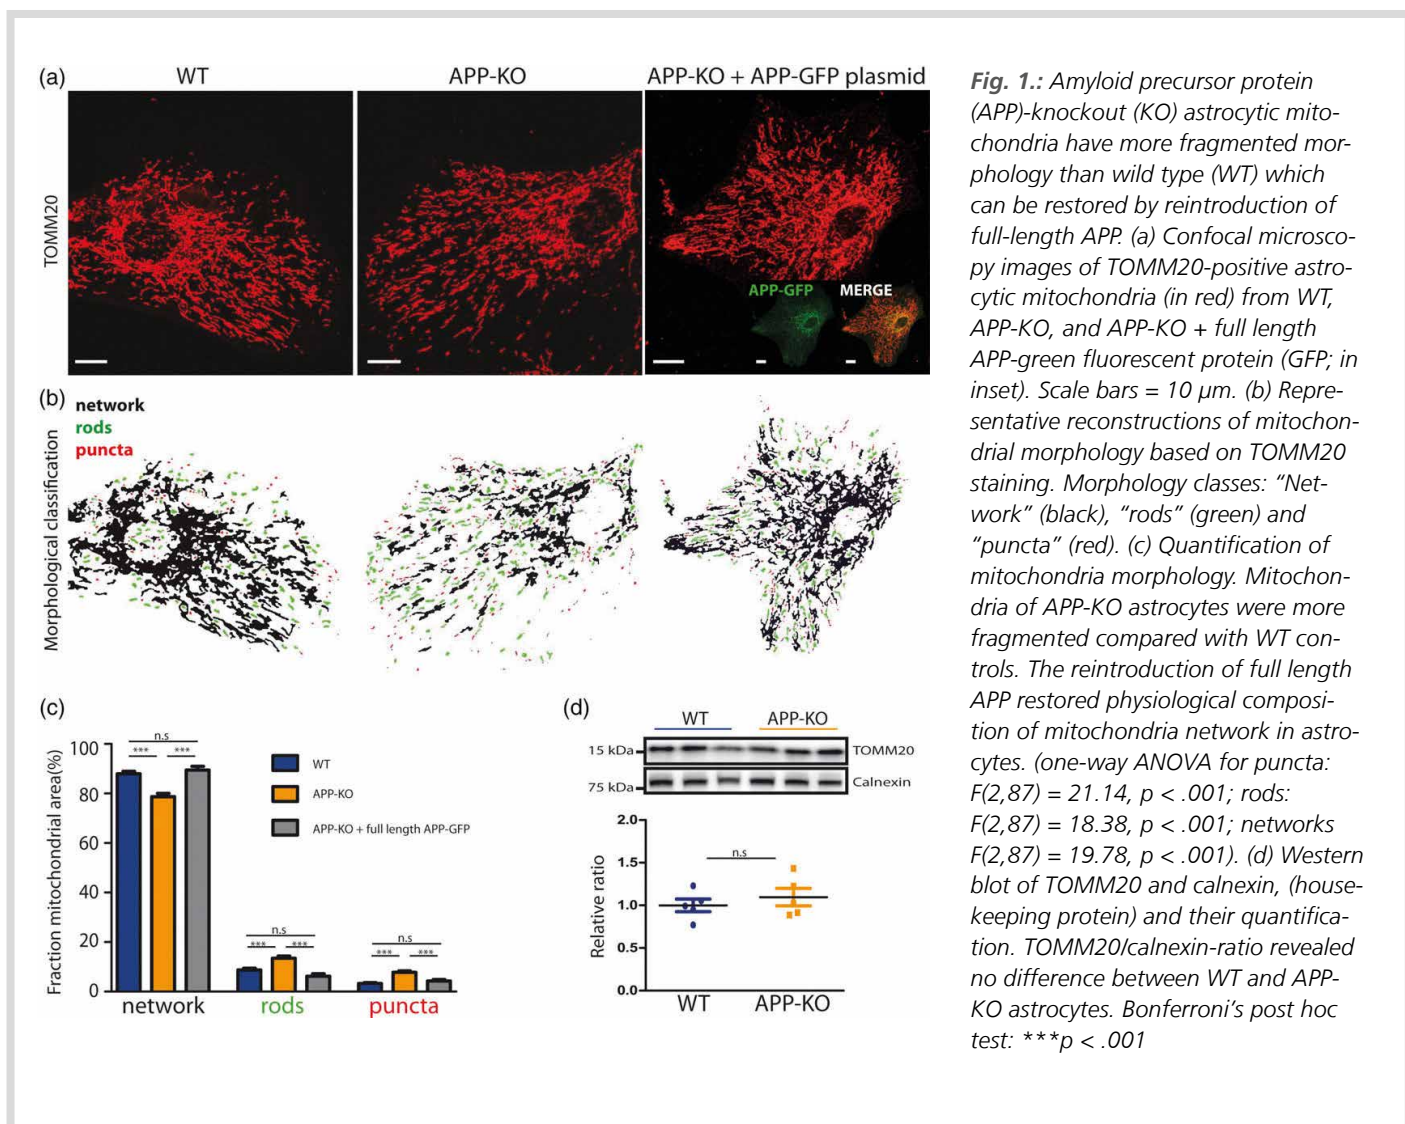 (a)
WT
APP-KO
APP-KO + APP-GFP plasmid
TOMM20
APP-GFP
MERGE
(b)
network
rods
puncta
Morphological classification
(c)
Fraction mitochondrial area(%)
100
80
60
40
20
0
n.s
*** ***
n.s
*** ***
n.s
*** ***
WT
APP-KO
APP-KO + full length APP-GFP
network
rods
puncta
(d)
WT
APP-KO
15 kDa
TOMM20
75 kDa
Calnexin
Relative ratio
2.0
1.5
1.0
0.5
0.0
n.s
WT
APP-KO
Fig. 1.: Amyloid precursor protein
(APP)-knockout (KO) astrocytic mito-
chondria have more fragmented mor-
phology than wild type (WT) which
can be restored by reintroduction of
full-length APP. (a) Confocal microsco-
py images of TOMM20-positive astro-
cytic mitochondria (in red) from WT,
APP-KO, and APP-KO + full length
APP-green fluorescent protein (GFP; in
inset). Scale bars = 10 µm. (b) Repre-
sentative reconstructions of mitochon-
drial morphology based on TOMM20
staining. Morphology classes: “Net-
work” (black), “rods” (green) and
“puncta” (red). (c) Quantification of
mitochondria morphology. Mitochon-
dria of APP-KO astrocytes were more
fragmented compared with WT con-
trols. The reintroduction of full length
APP restored physiological composi-
tion of mitochondria network in astro-
cytes. (one-way ANOVA for puncta:
F(2,87) = 21.14, p < .001; rods:
F(2,87) = 18.38, p < .001; networks
F(2,87) = 19.78, p < .001). (d) Western
blot of TOMM20 and calnexin, (house-
keeping protein) and their quantifica-
tion. TOMM20/calnexin-ratio revealed
no difference between WT and APP-
KO astrocytes. Bonferroni’s post hoc
test: ***p < .001